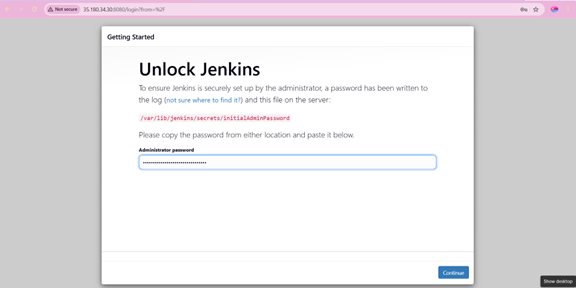 Not secure 35.180.34.30:8080/login?from=%2F
Getting Started
Unlock Jenkins
To ensure Jenkins is securely set up by the administrator, a password has been written to
the log (not sure where to find it?) and this file on the server:
/var/lib/jenkins/secrets/initialAdminPassword
Please copy the password from either location and paste it below.
Administrator password
••••••••••••••••••••••••••••••••
Continue
Show desktop